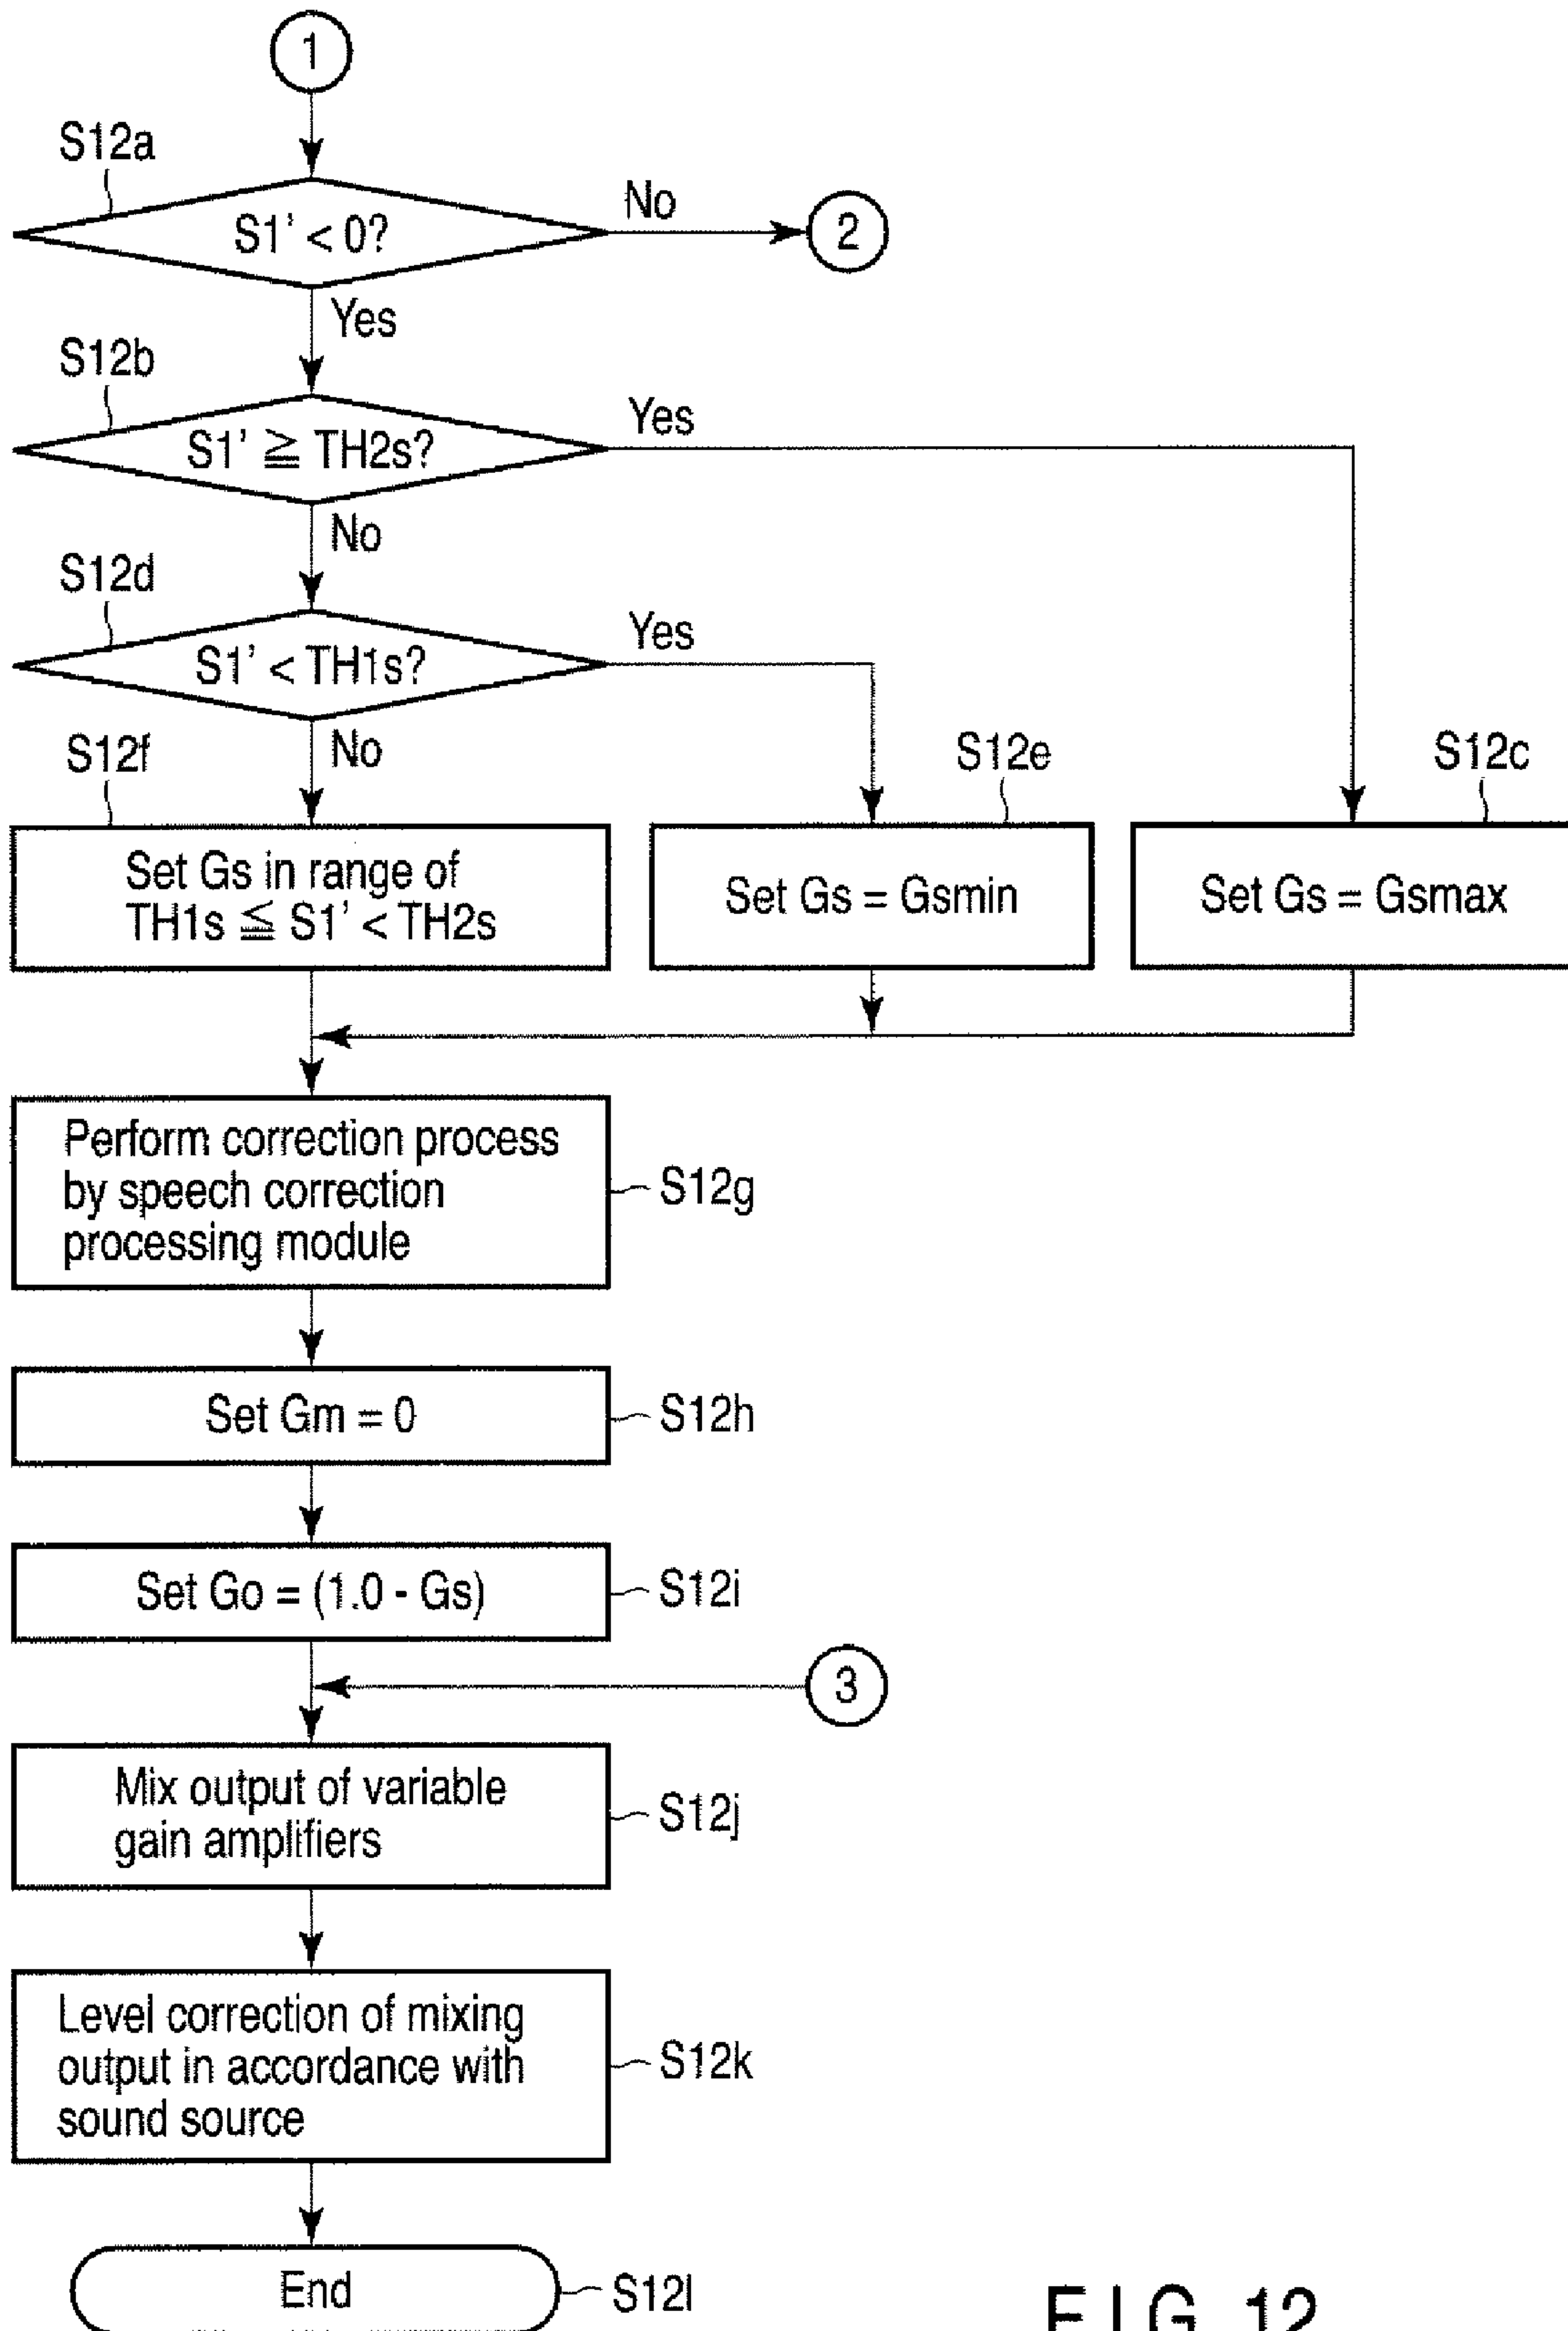 1
S12a
S1' < 0?
No
2
Yes
S12b
S1' ≧ TH2s?
Yes
No
S12d
S1' < TH1s?
Yes
No
S12f
S12e
S12c
Set Gs in range of
TH1s ≦ S1' < TH2s
Set Gs = Gsmin
Set Gs = Gsmax
Perform correction process
by speech correction
processing module
S12g
Set Gm = 0
S12h
Set Go = (1.0 - Gs)
S12i
3
Mix output of variable
gain amplifiers
S12j
Level correction of mixing
output in accordance with
sound source
S12k
End
S12l
FIG. 12